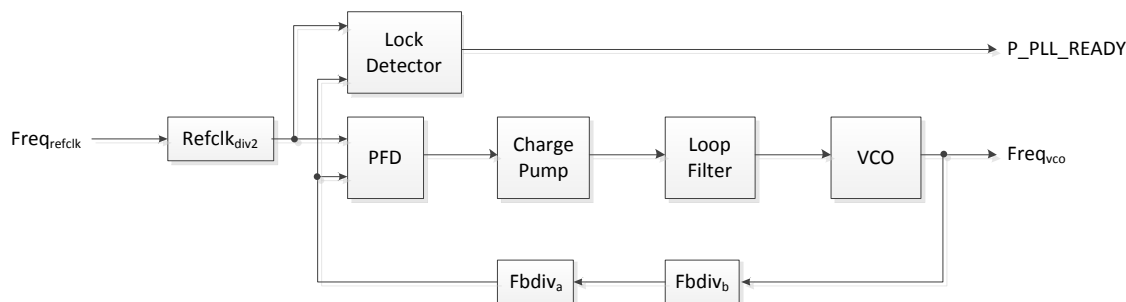 Lock
Detector
P_PLL_READY
Freqrefclk
Refclkdiv2
PFD
Charge
Pump
Loop
Filter
VCO
Freqvco
Fbdiva
Fbdivb